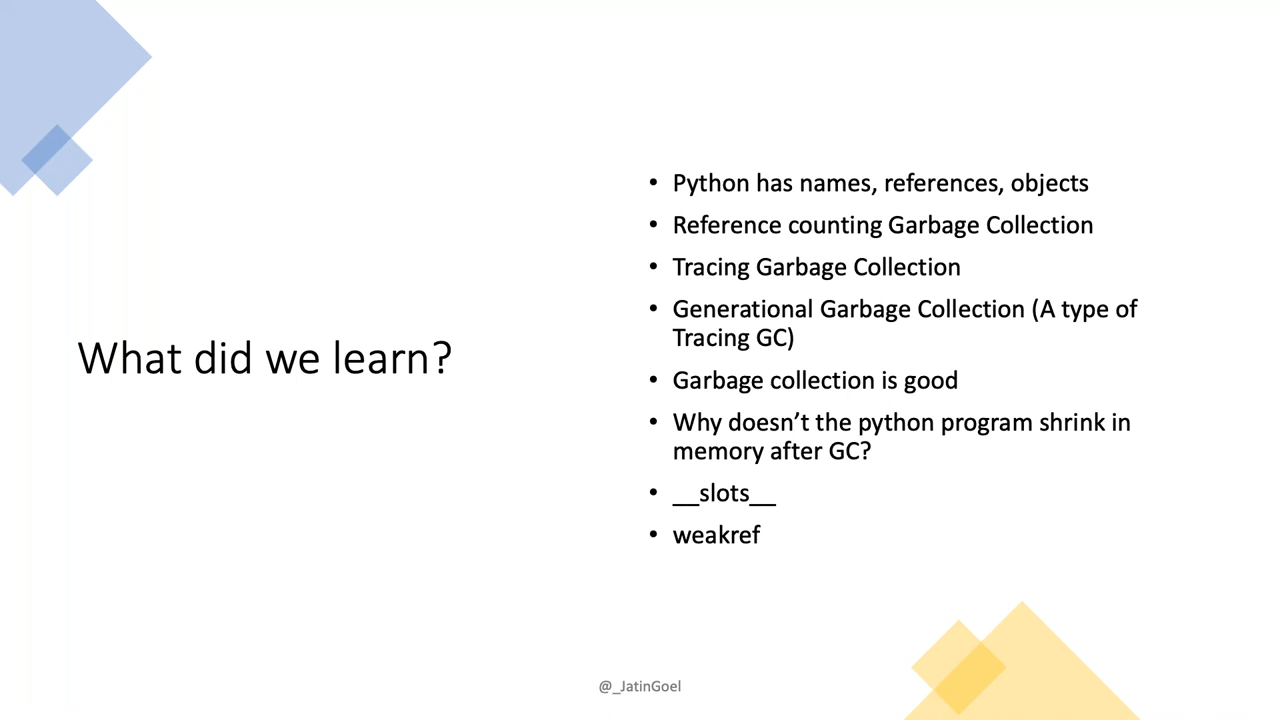 What did we learn?
• Python has names, references, objects
• Reference counting Garbage Collection
• Tracing Garbage Collection
• Generational Garbage Collection (A type of
Tracing GC)
• Garbage collection is good
• Why doesn’t the python program shrink in
memory after GC?
• __slots__
• weakref
@_JatinGoel